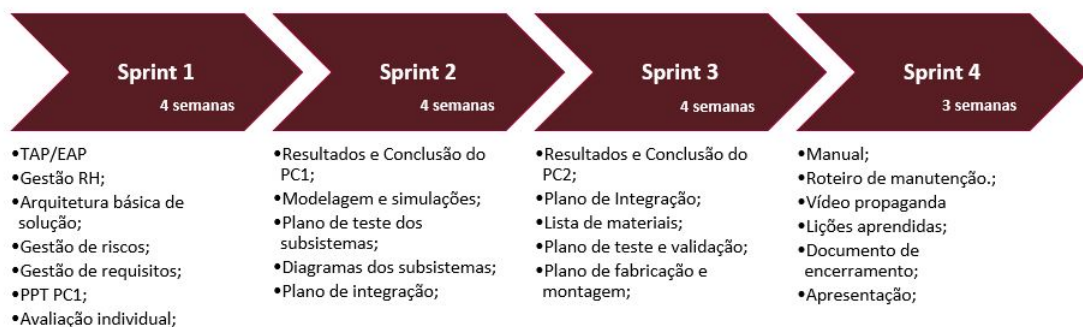 Sprint 1
4 semanas
•TAP/EAP
•Gestão RH;
•Arquitetura básica de
solução;
•Gestão de riscos;
•Gestão de requisitos;
•PPT PC1;
•Avaliação individual;
Sprint 2
4 semanas
•Resultados e Conclusão do
PC1;
•Modelagem e simulações;
•Plano de teste dos
subsistemas;
•Diagramas dos subsistemas;
•Plano de integração;
Sprint 3
4 semanas
•Resultados e Conclusão do
PC2;
•Plano de Integração;
•Lista de materiais;
•Plano de teste e validação;
•Plano de fabricação e
montagem;
Sprint 4
3 semanas
•Manual;
•Roteiro de manutenção.;
•Vídeo propaganda
•Lições aprendidas;
•Documento de
encerramento;
•Apresentação;